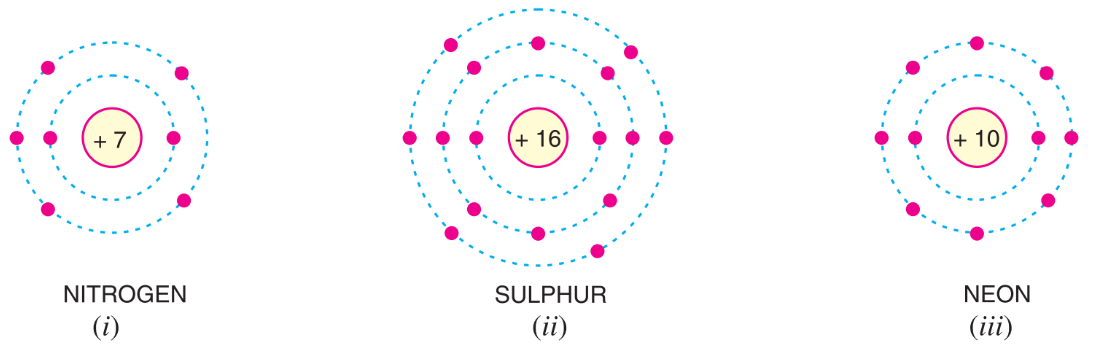 + 7
+ 16
+ 10
NITROGEN
SULPHUR
NEON
(i)
(ii)
(iii)